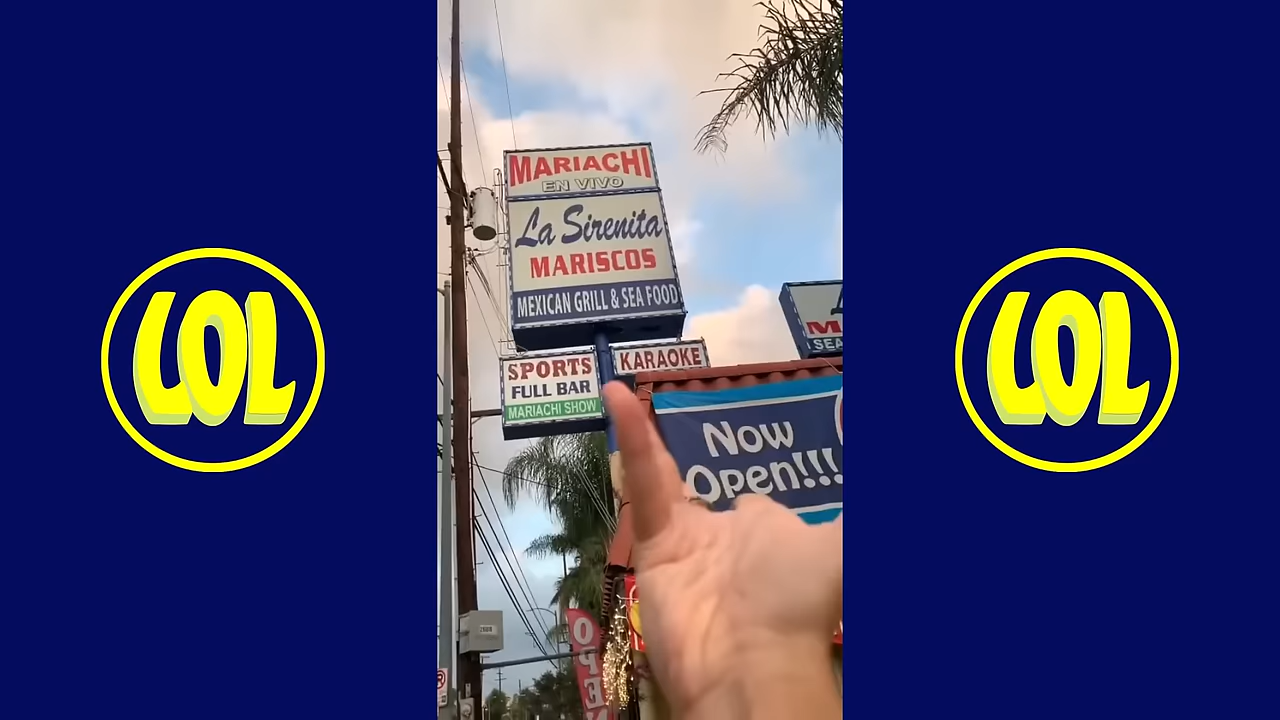 LOL
MARIACHI
EN VIVO
La Sirenita
MARISCOS
MEXICAN GRILL & SEA FOOD
SPORTS
FULL BAR
MARIACHI SHOW
KARAOKE
Now
Open!!!
OPEN
LOL